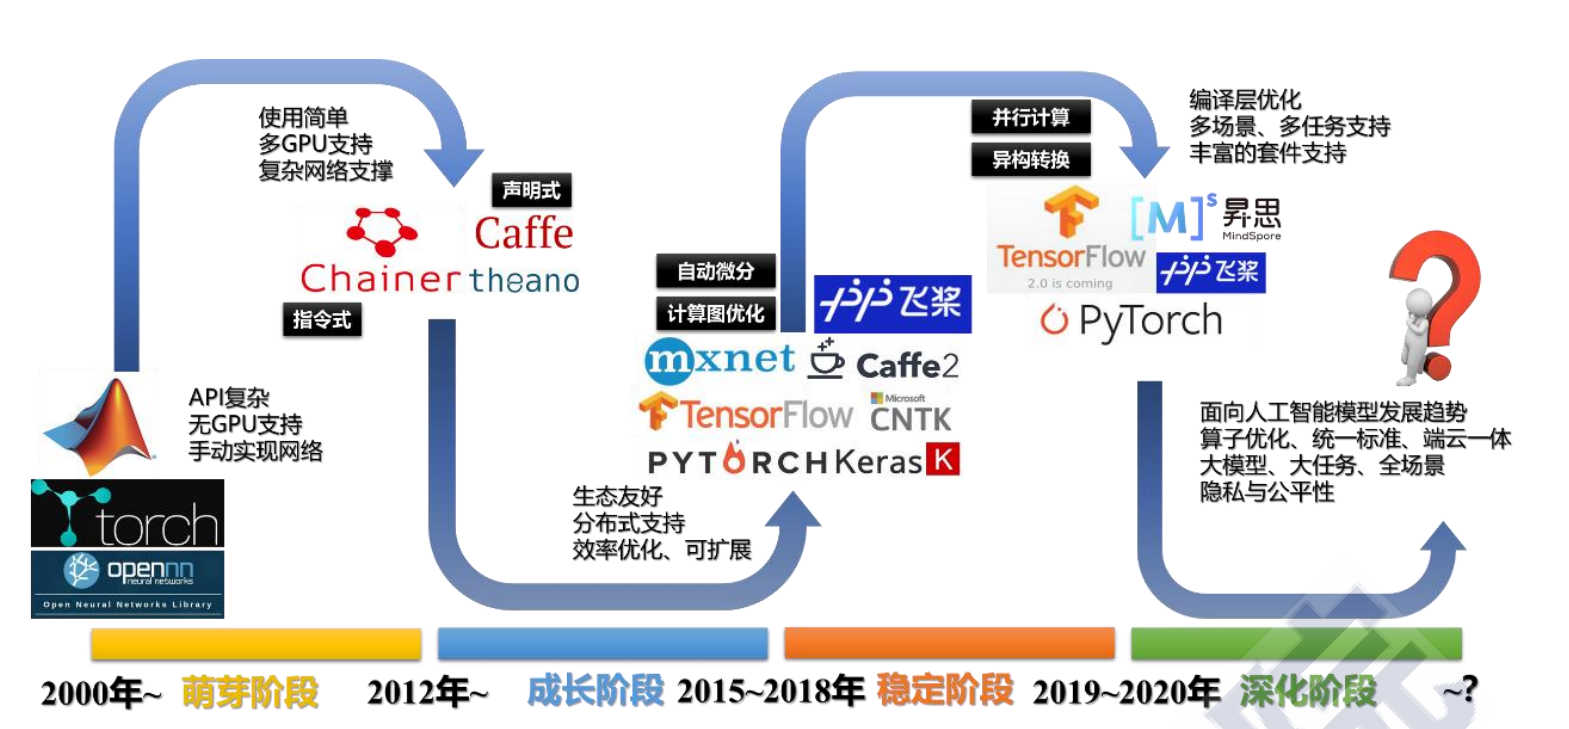 使用简单
多GPU支持
复杂网络支撑
声明式
Caffe
Chainer
theano
指令式
API复杂
无GPU支持
手动实现网络
torch
opennn
neural networks
Open Neural Networks Library
自动微分
计算图优化
飞桨
mxnet
Caffe2
TensorFlow
Microsoft
CNTK
PYTORCH
Keras
K
生态友好
分布式支持
效率优化、可扩展
并行计算
异构转换
编译层优化
多场景、多任务支持
丰富的套件支持
TensorFlow
2.0 is coming
[M]s
昇思
MindSpore
飞桨
PyTorch
?
面向人工智能模型发展趋势
算子优化、统一标准、端云一体
大模型、大任务、全场景
隐私与公平性
2000年~ 萌芽阶段 2012年~ 成长阶段 2015~2018年 稳定阶段 2019~2020年 深化阶段 ~?